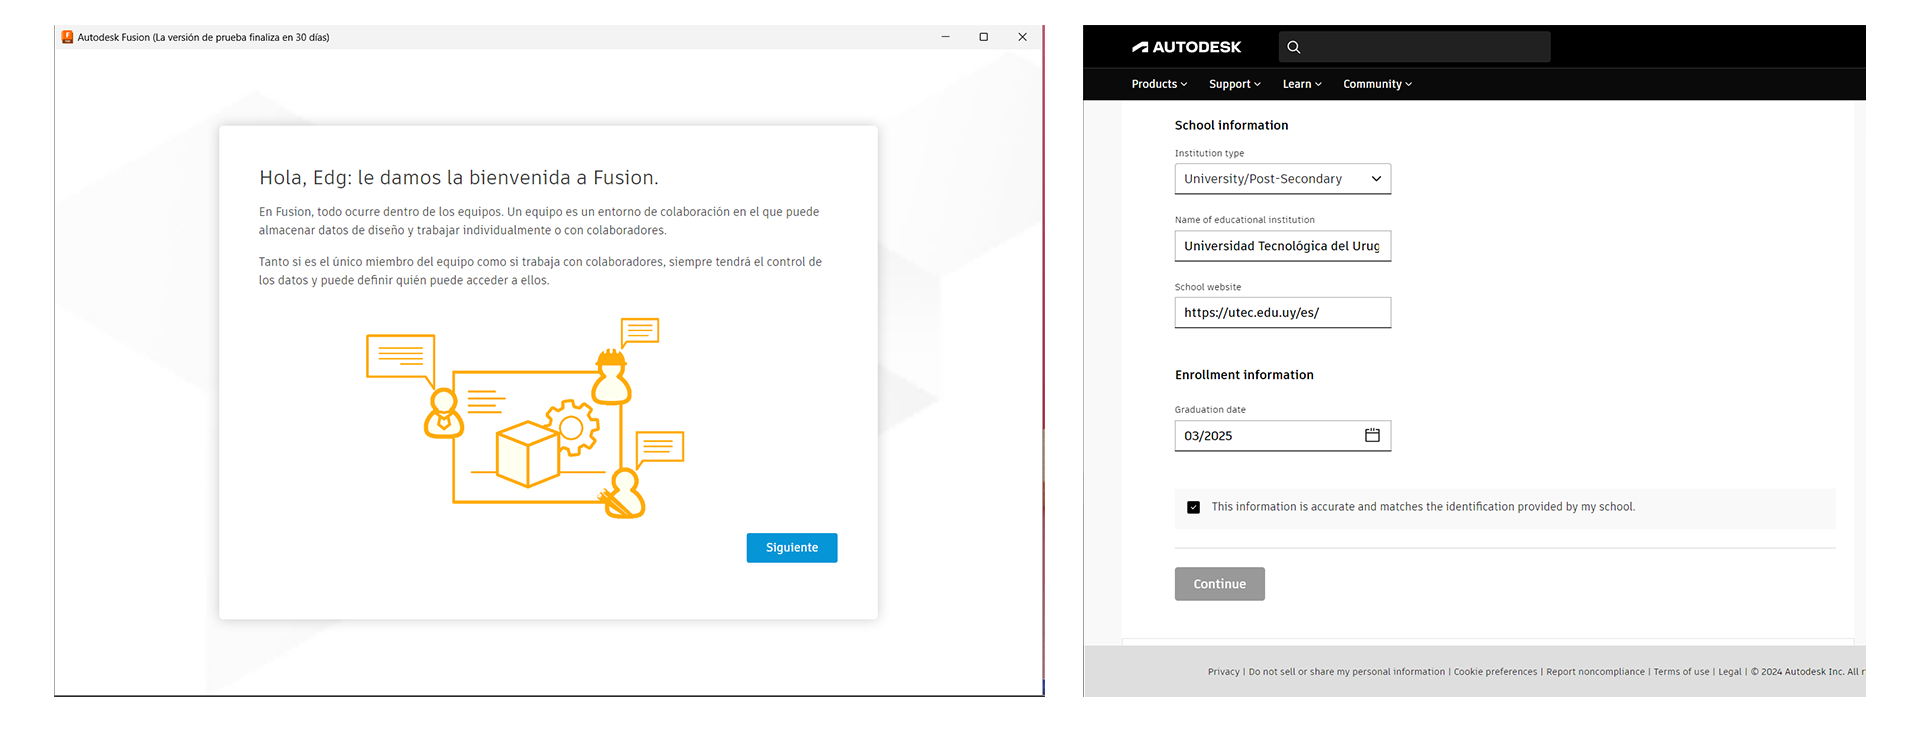 Autodesk Fusion (La versión de prueba finaliza en 30 días)
Hola, Edg: le damos la bienvenida a Fusion.
En Fusion, todo ocurre dentro de los equipos. Un equipo es un entorno de colaboración en el que puede
almacenar datos de diseño y trabajar individualmente o con colaboradores.
Tanto si es el único miembro del equipo como si trabaja con colaboradores, siempre tendrá el control de
los datos y puede definir quién puede acceder a ellos.
Siguiente
AUTODESK
Products
Support
Learn
Community
School information
Institution type
University/Post-Secondary
Name of educational institution
Universidad Tecnológica del Urug
School website
https://utec.edu.uy/es/
Enrollment information
Graduation date
03/2025
This information is accurate and matches the identification provided by my school.
Continue
Privacy | Do not sell or share my personal information | Cookie preferences | Report noncompliance | Terms of use | Legal | © 2024 Autodesk Inc. All